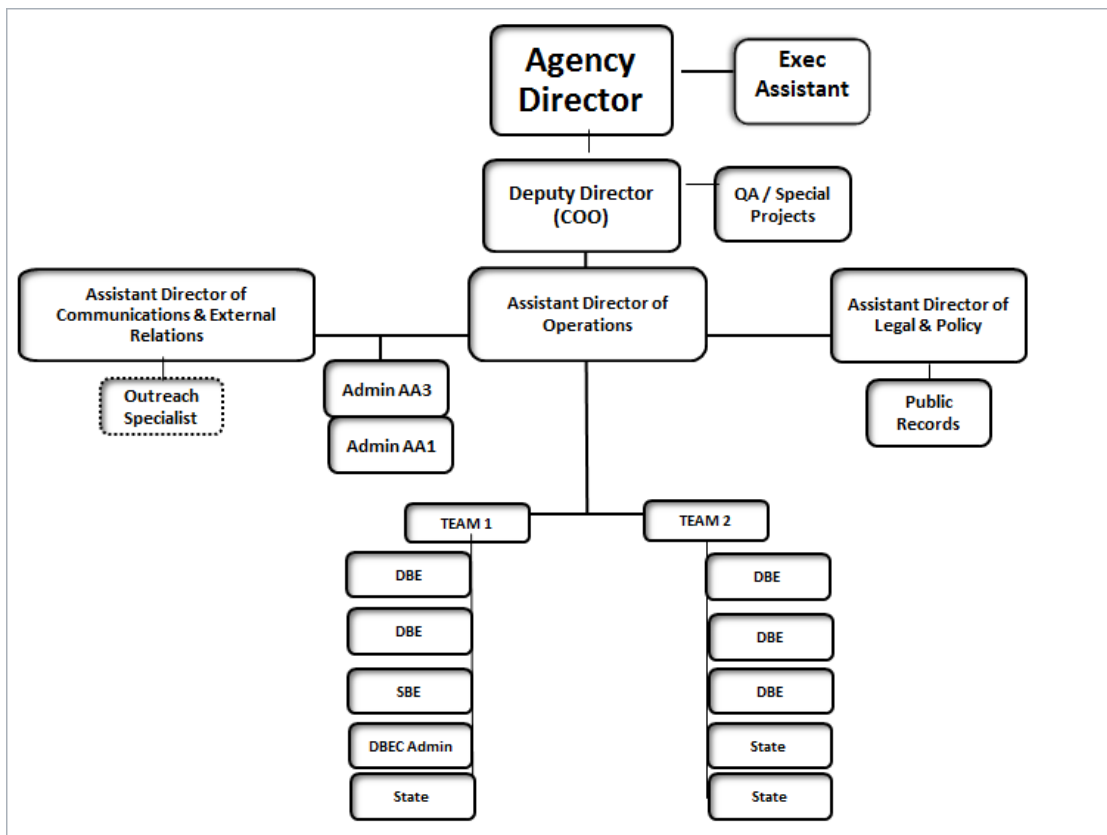 Agency
Director
Exec
Assistant
Deputy Director
(COO)
QA / Special
Projects
Assistant Director of
Communications & External
Relations
Assistant Director of
Operations
Assistant Director of
Legal & Policy
Outreach
Specialist
Admin AA3
Admin AA1
Public
Records
TEAM 1
TEAM 2
DBE
DBE
SBE
DBEC Admin
State
DBE
DBE
DBE
State
State